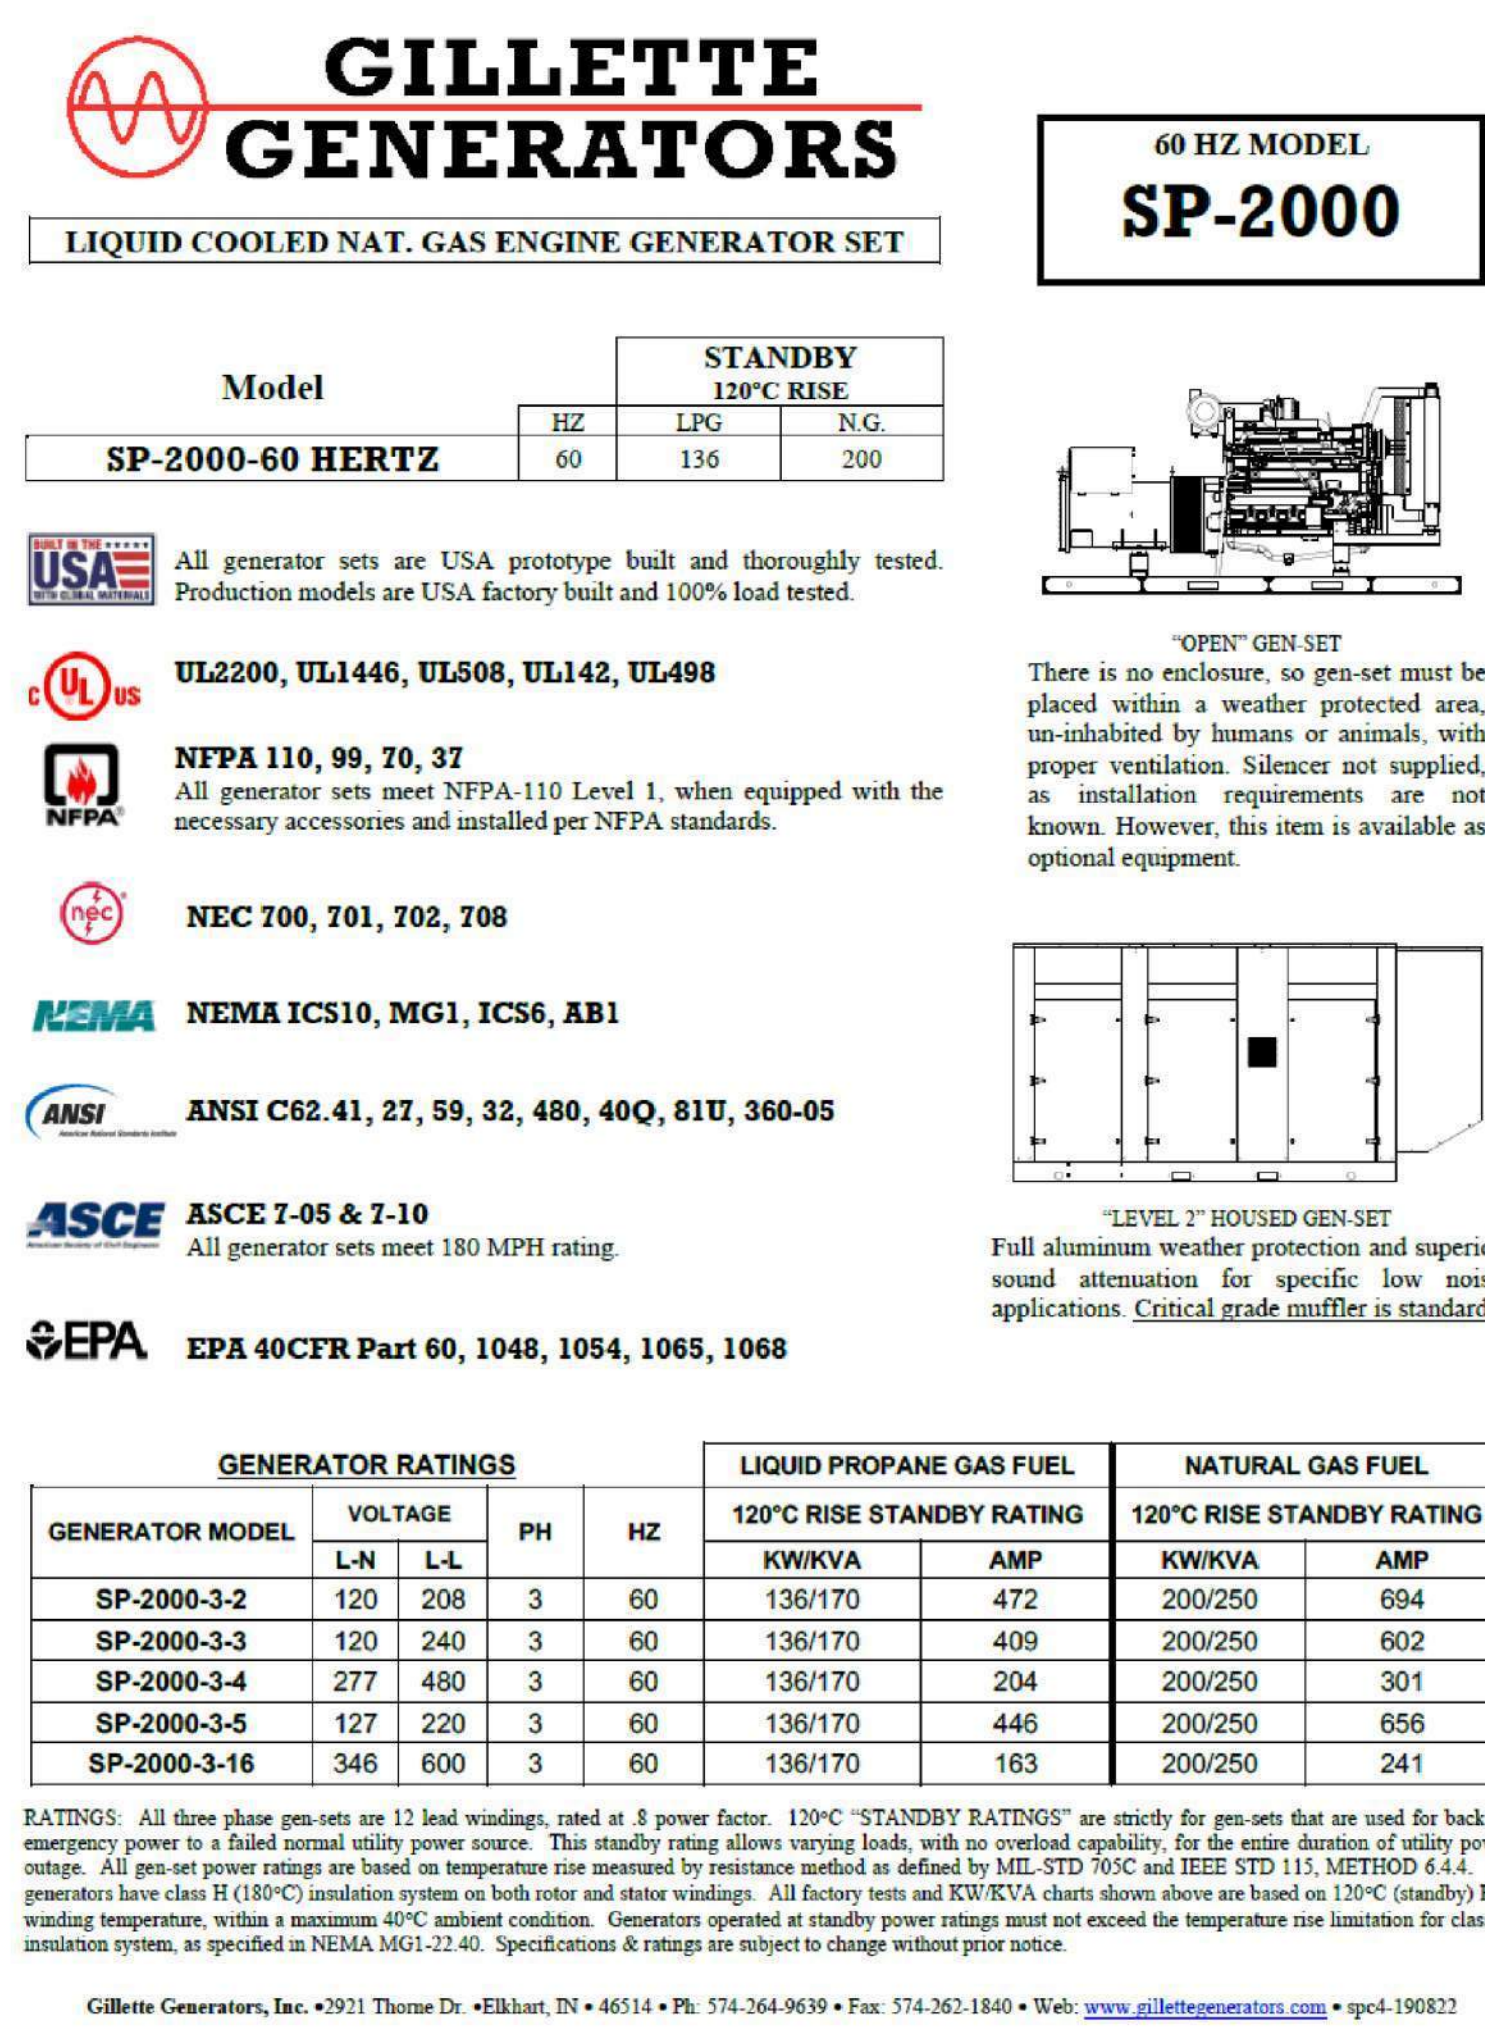 GILLETTE
GENERATORS
LIQUID COOLED NAT. GAS ENGINE GENERATOR SET
60 HZ MODEL
SP-2000
Model
STANDBY
120°C RISE
HZ LPG N.G.
SP-2000-60 HERTZ 60 136 200
BUILT IN THE
USA
WITH GLOBAL MATERIALS
All generator sets are USA prototype built and thoroughly tested.
Production models are USA factory built and 100% load tested.
C UL US
UL2200, UL1446, UL508, UL142, UL498
NFPA®
NFPA 110, 99, 70, 37
All generator sets meet NFPA-110 Level 1, when equipped with the
necessary accessories and installed per NFPA standards.
nec
NEC 700, 701, 702, 708
NEMA
NEMA ICS10, MG1, ICS6, AB1
ANSI
American National Standards Institute
ANSI C62.41, 27, 59, 32, 480, 40Q, 81U, 360-05
ASCE
American Society of Civil Engineers
ASCE 7-05 & 7-10
All generator sets meet 180 MPH rating.
EPA
EPA 40CFR Part 60, 1048, 1054, 1065, 1068
“OPEN” GEN-SET
There is no enclosure, so gen-set must be
placed within a weather protected area,
un-inhabited by humans or animals, with
proper ventilation. Silencer not supplied,
as installation requirements are not
known. However, this item is available as
optional equipment.
“LEVEL 2” HOUSED GEN-SET
Full aluminum weather protection and superi
sound attenuation for specific low nois
applications. Critical grade muffler is standard
GENERATOR RATINGS LIQUID PROPANE GAS FUEL NATURAL GAS FUEL
GENERATOR MODEL VOLTAGE PH HZ 120°C RISE STANDBY RATING 120°C RISE STANDBY RATING
L-N L-L KW/KVA AMP KW/KVA AMP
SP-2000-3-2 120 208 3 60 136/170 472 200/250 694
SP-2000-3-3 120 240 3 60 136/170 409 200/250 602
SP-2000-3-4 277 480 3 60 136/170 204 200/250 301
SP-2000-3-5 127 220 3 60 136/170 446 200/250 656
SP-2000-3-16 346 600 3 60 136/170 163 200/250 241
RATINGS: All three phase gen-sets are 12 lead windings, rated at .8 power factor. 120°C “STANDBY RATINGS” are strictly for gen-sets that are used for back
emergency power to a failed normal utility power source. This standby rating allows varying loads, with no overload capability, for the entire duration of utility po
outage. All gen-set power ratings are based on temperature rise measured by resistance method as defined by MIL-STD 705C and IEEE STD 115, METHOD 6.4.4.
generators have class H (180°C) insulation system on both rotor and stator windings. All factory tests and KW/KVA charts shown above are based on 120°C (standby)
winding temperature, within a maximum 40°C ambient condition. Generators operated at standby power ratings must not exceed the temperature rise limitation for clas
insulation system, as specified in NEMA MG1-22.40. Specifications & ratings are subject to change without prior notice.
Gillette Generators, Inc. •2921 Thorne Dr. •Elkhart, IN • 46514 • Ph: 574-264-9639 • Fax: 574-262-1840 • Web: www.gillettegenerators.com • spc4-190822